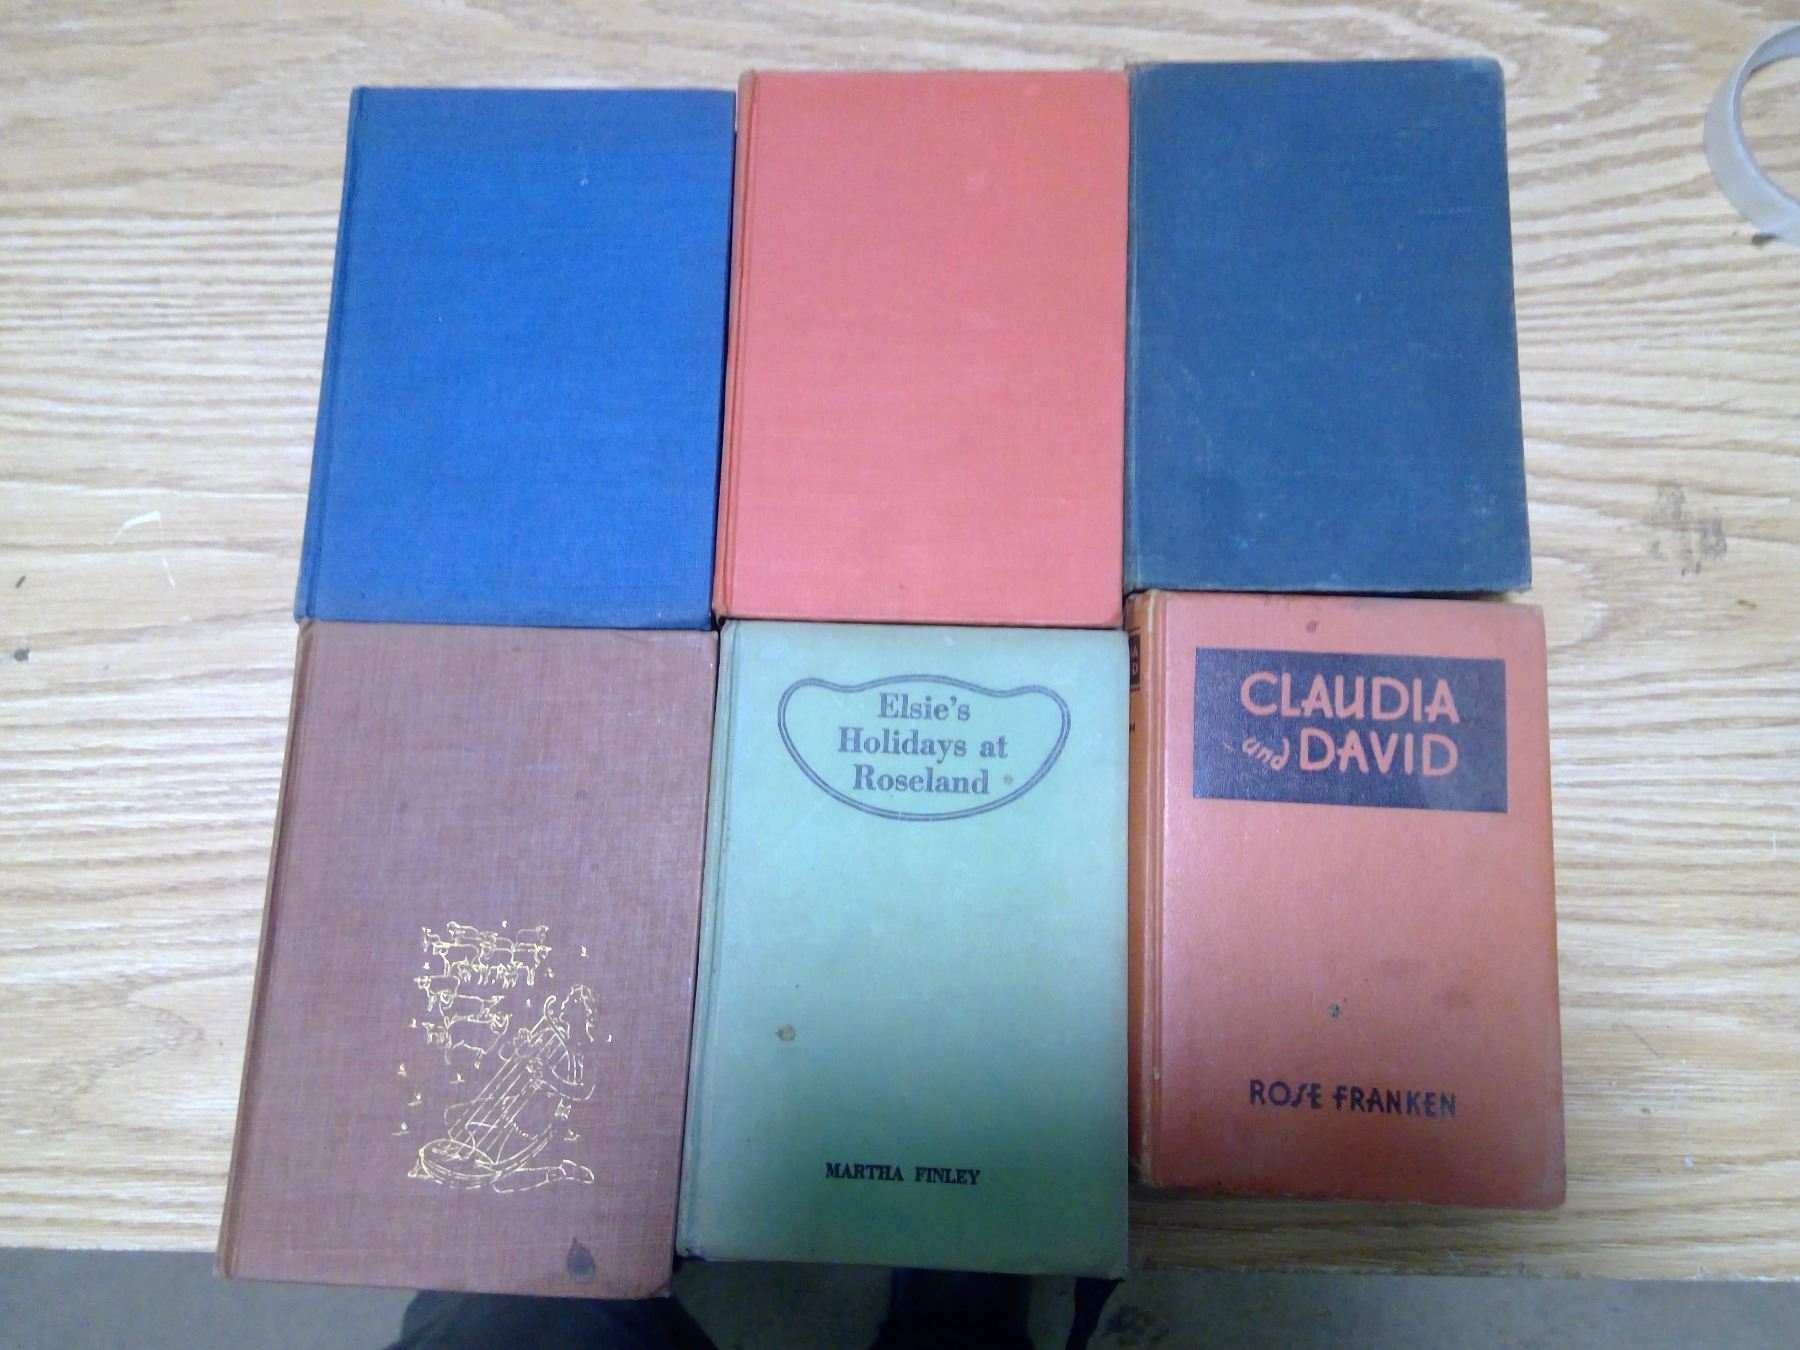 Elsie's
Holidays at
Roseland
MARTHA FINLEY
CLAUDIA
and DAVID
ROSE FRANKEN